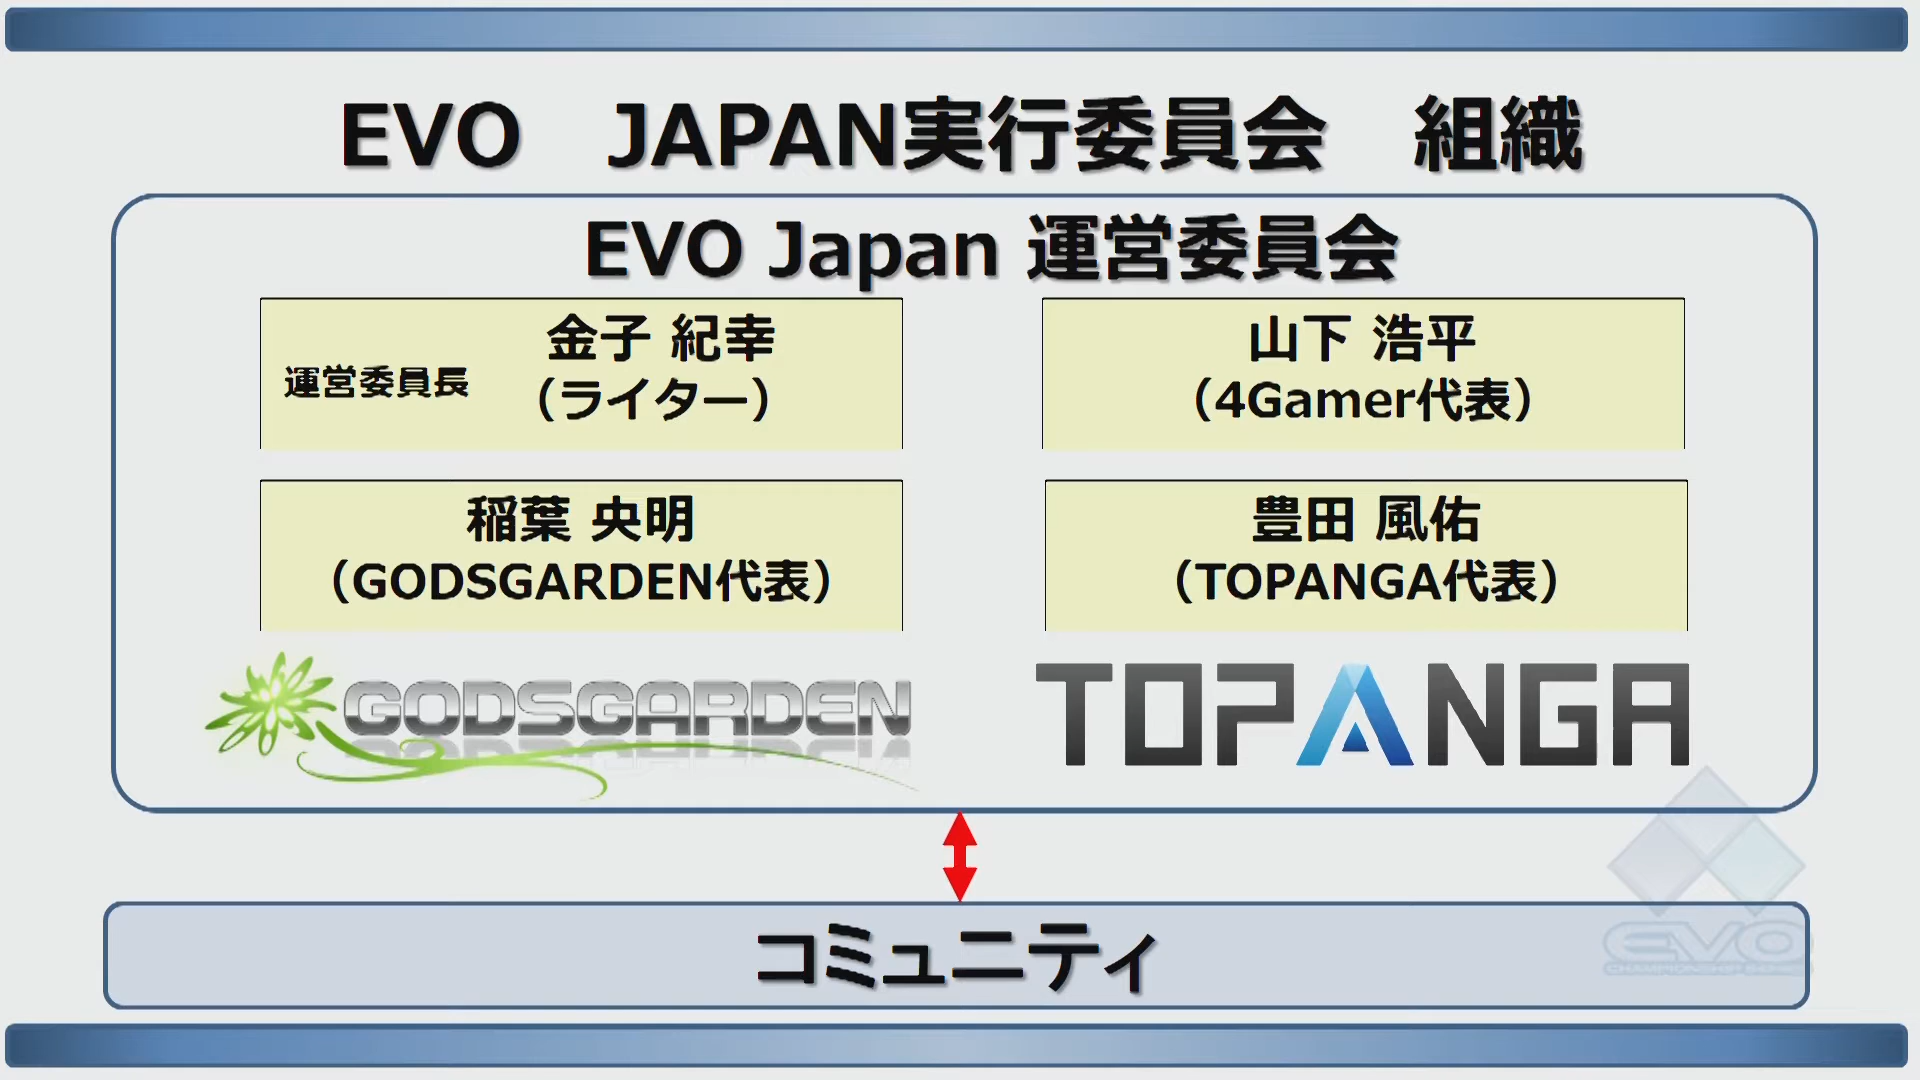 EVO　JAPAN実行委員会　組織
EVO Japan 運営委員会
運営委員長
金子 紀幸
（ライター）
山下 浩平
（4Gamer代表）
稲葉 央明
（GODSGARDEN代表）
豊田 風佑
（TOPANGA代表）
GODSGARDEN
TOPANGA
コミュニティ
EVO
CHAMPIONSHIP SERIES